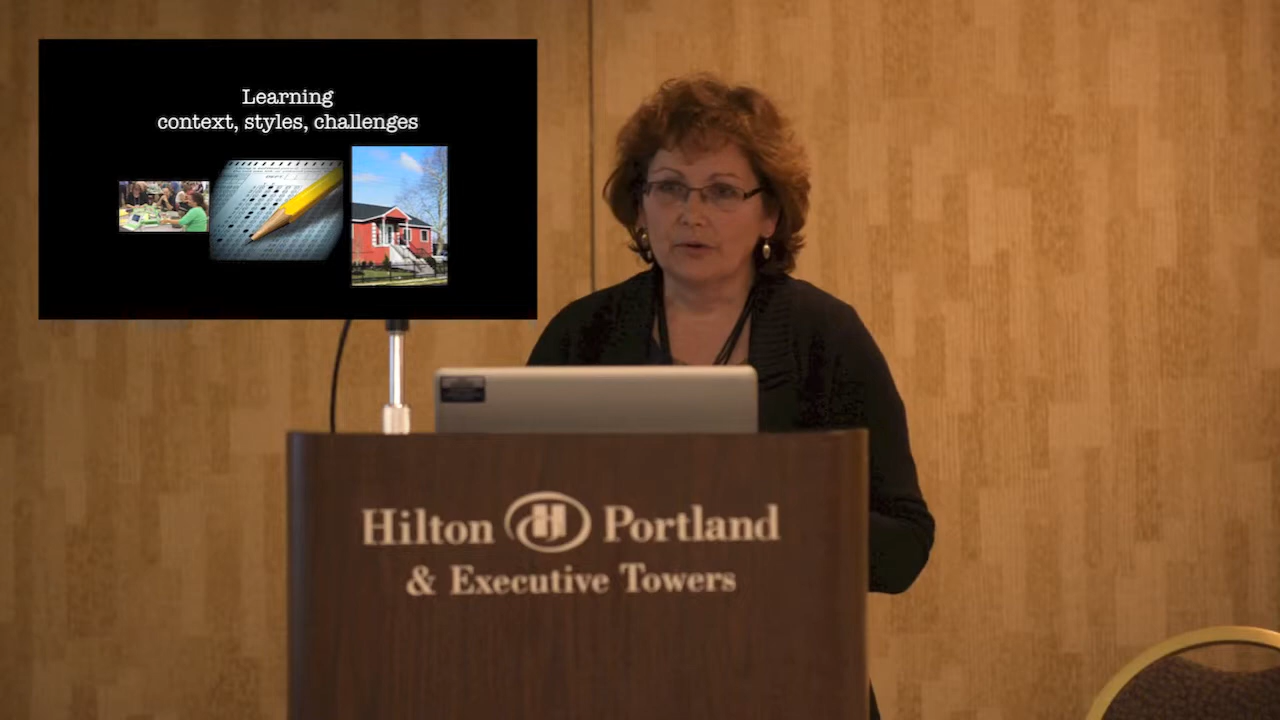 Learning
context, styles, challenges
Hilton Portland
& Executive Towers